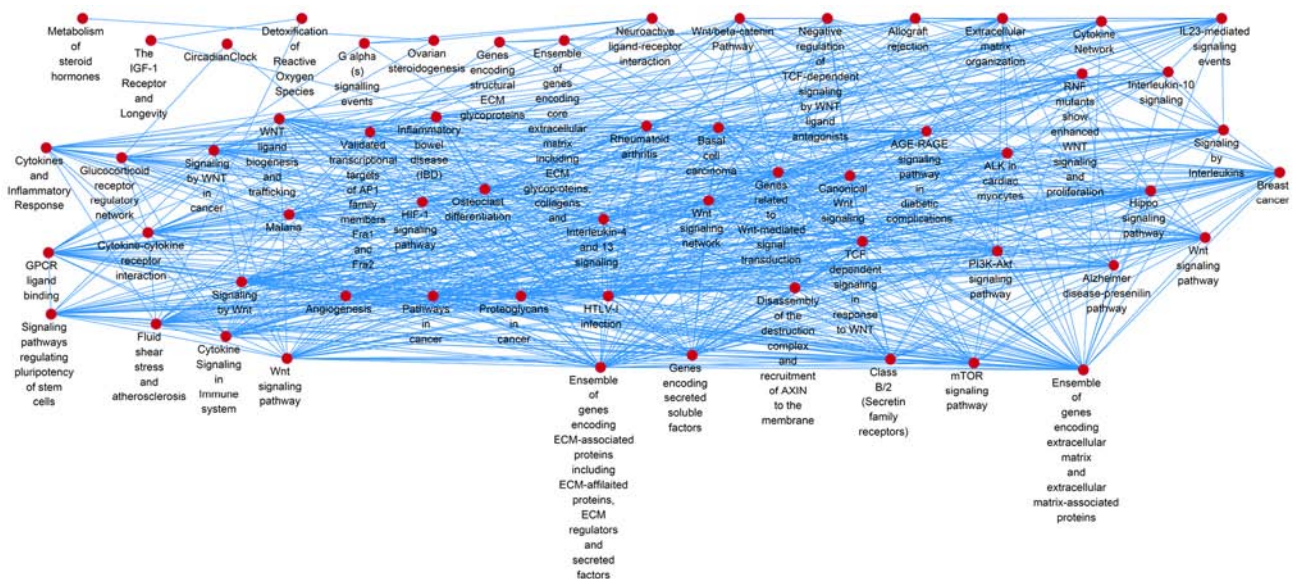 Metabolism
of
steroid
hormones
The
IGF-1
Receptor
and
Longevity
CircadianClock
Detoxification
of
Reactive
Oxygen
Species
G alpha
(s)
signalling
events
Ovarian
steroidogenesis
Genes
encoding
structural
ECM
glycoproteins
Ensemble
of
genes
encoding
core
extracellular
matrix
including
ECM
glycoproteins,
collagens
and
Neuroactive
ligand-receptor
interaction
Wnt/beta-catenin
Pathway
Negative
regulation
of
TCF-dependent
signaling
by WNT
ligand
antagonists
Allograft
rejection
Extracellular
matrix
organization
Cytokine
Network
IL23-mediated
signaling
events
RNF
mutants
show
enhanced
WNT
signaling
and
proliferation
Interleukin-10
signaling
Cytokines
and
Inflammatory
Response
Glucocorticoid
receptor
regulatory
network
Signaling
by WNT in
cancer
WNT
ligand
biogenesis
and
trafficking
Validated
transcriptional
targets
of AP1
family
members
Fra1
and
Fra2
Inflammatory
bowel
disease
(IBD)
Rheumatoid
arthritis
Basal
cell
carcinoma
AGE-RAGE
signaling
pathway
in
diabetic
complications
ALK in
cardiac
myocytes
Signaling
by
Interleukins
Breast
cancer
Malaria
HIF-1
signaling
pathway
Osteoclast
differentiation
Interleukin-4
and 13
signaling
Wnt
signaling
network
Genes
related
to
Wnt-mediated
signal
transduction
Canonical
Wnt
signaling
Hippo
signaling
pathway
GPCR
ligand
binding
Cytokine-cytokine
receptor
interaction
TCF
dependent
signaling
in
response
to WNT
PI3K-Akt
signaling
pathway
Alzheimer
disease-presenilin
pathway
Wnt
signaling
pathway
Signaling
pathways
regulating
pluripotency
of stem
cells
Fluid
shear
stress
and
atherosclerosis
Signaling
by Wnt
Cytokine
Signaling
in
Immune
system
Wnt
signaling
pathway
Angiogenesis
Pathways
in
cancer
Proteoglycans
in
cancer
HTLV-I
infection
Disassembly
of the
destruction
complex
and
recruitment
of AXIN
to the
membrane
Ensemble
of
genes
encoding
ECM-associated
proteins
including
ECM-affilaited
proteins,
ECM
regulators
and
secreted
factors
Genes
encoding
secreted
soluble
factors
Class
B/2
(Secretin
family
receptors)
mTOR
signaling
pathway
Ensemble
of
genes
encoding
extracellular
matrix
and
extracellular
matrix-associated
proteins